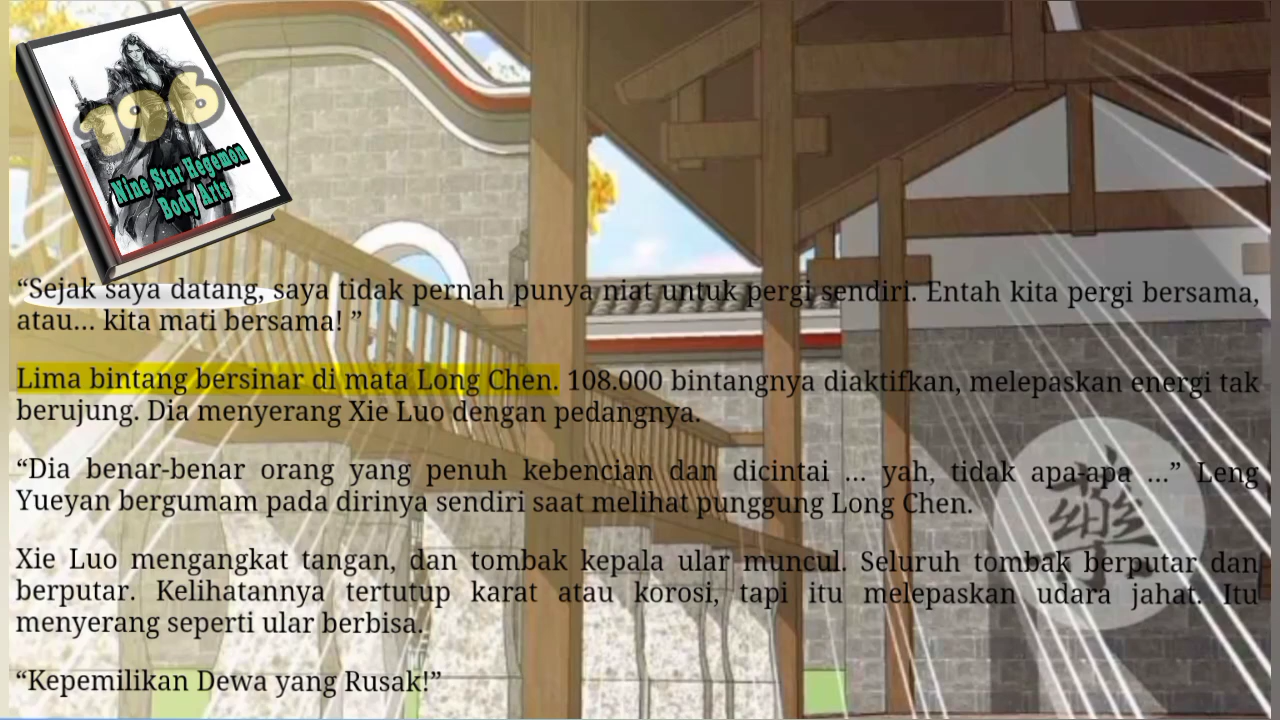 196
Nine Star Hegemon
Body Arts
“Sejak saya datang, saya tidak pernah punya niat untuk pergi sendiri. Entah kita pergi bersama,
atau... kita mati bersama! ”
Lima bintang bersinar di mata Long Chen. 108.000 bintangnya diaktifkan, melepaskan energi tak
berujung. Dia menyerang Xie Luo dengan pedangnya.
“Dia benar-benar orang yang penuh kebencian dan dicintai ... yah, tidak apa-apa ...” Leng
Yueyan bergumam pada dirinya sendiri saat melihat punggung Long Chen.
Xie Luo mengangkat tangan, dan tombak kepala ular muncul. Seluruh tombak berputar dan
berputar. Kelihatannya tertutup karat atau korosi, tapi itu melepaskan udara jahat. Itu
menyerang seperti ular berbisa.
“Kepemilikan Dewa yang Rusak!”